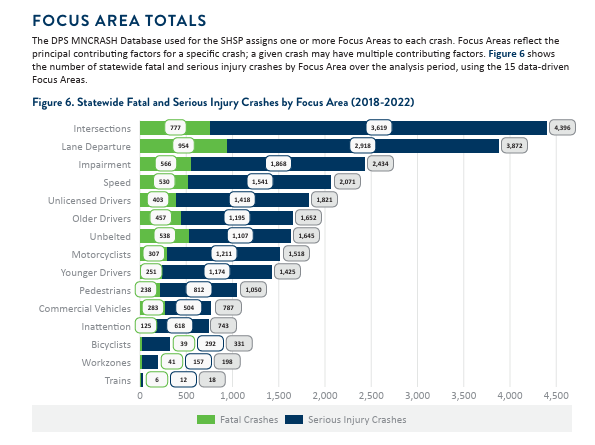 FOCUS AREA TOTALS
The DPS MNCRASH Database used for the SHSP assigns one or more Focus Areas to each crash. Focus Areas reflect the
principal contributing factors for a specific crash; a given crash may have multiple contributing factors. Figure 6 shows
the number of statewide fatal and serious injury crashes by Focus Area over the analysis period, using the 15 data-driven
Focus Areas.
Figure 6. Statewide Fatal and Serious Injury Crashes by Focus Area (2018-2022)
Intersections 777 3,619 4,396
Lane Departure 954 2,918 3,872
Impairment 566 1,868 2,434
Speed 530 1,541 2,071
Unlicensed Drivers 403 1,418 1,821
Older Drivers 457 1,195 1,652
Unbelted 538 1,107 1,645
Motorcyclists 307 1,211 1,518
Younger Drivers 251 1,174 1,425
Pedestrians 238 812 1,050
Commercial Vehicles 283 504 787
Inattention 125 618 743
Bicyclists 39 292 331
Workzones 41 157 198
Trains 6 12 18
0 500 1,000 1,500 2,000 2,500 3,000 3,500 4,000 4,500
Fatal Crashes Serious Injury Crashes